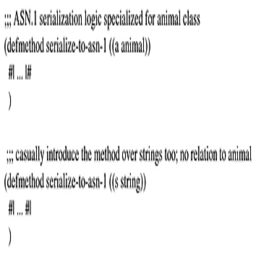 ;;; ASN.1 serialization logic specialized for animal class
(defmethod serialize-to-asn-1 ((a animal))
#| ... |#
)
;;; casually introduce the method over strings too; no relation to animal
(defmethod serialize-to-asn-1 ((s string))
#| ... #|
)